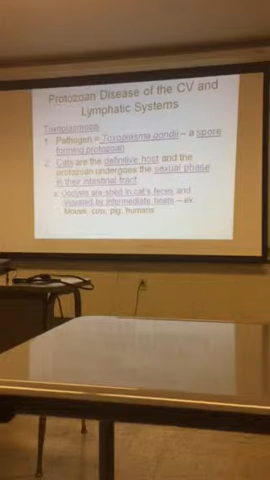 Protozoan Disease of the CV and
Lymphatic Systems
Toxoplasmosis
1. Pathogen = Toxoplasma gondii – a spore
forming protozoan
2. Cats are the definitive host and the
protozoan undergoes the sexual phase
in their intestinal tract
Oocysts are shed in cat's feces and
ingested by intermediate hosts – ex:
Mouse, cow, pig, humans